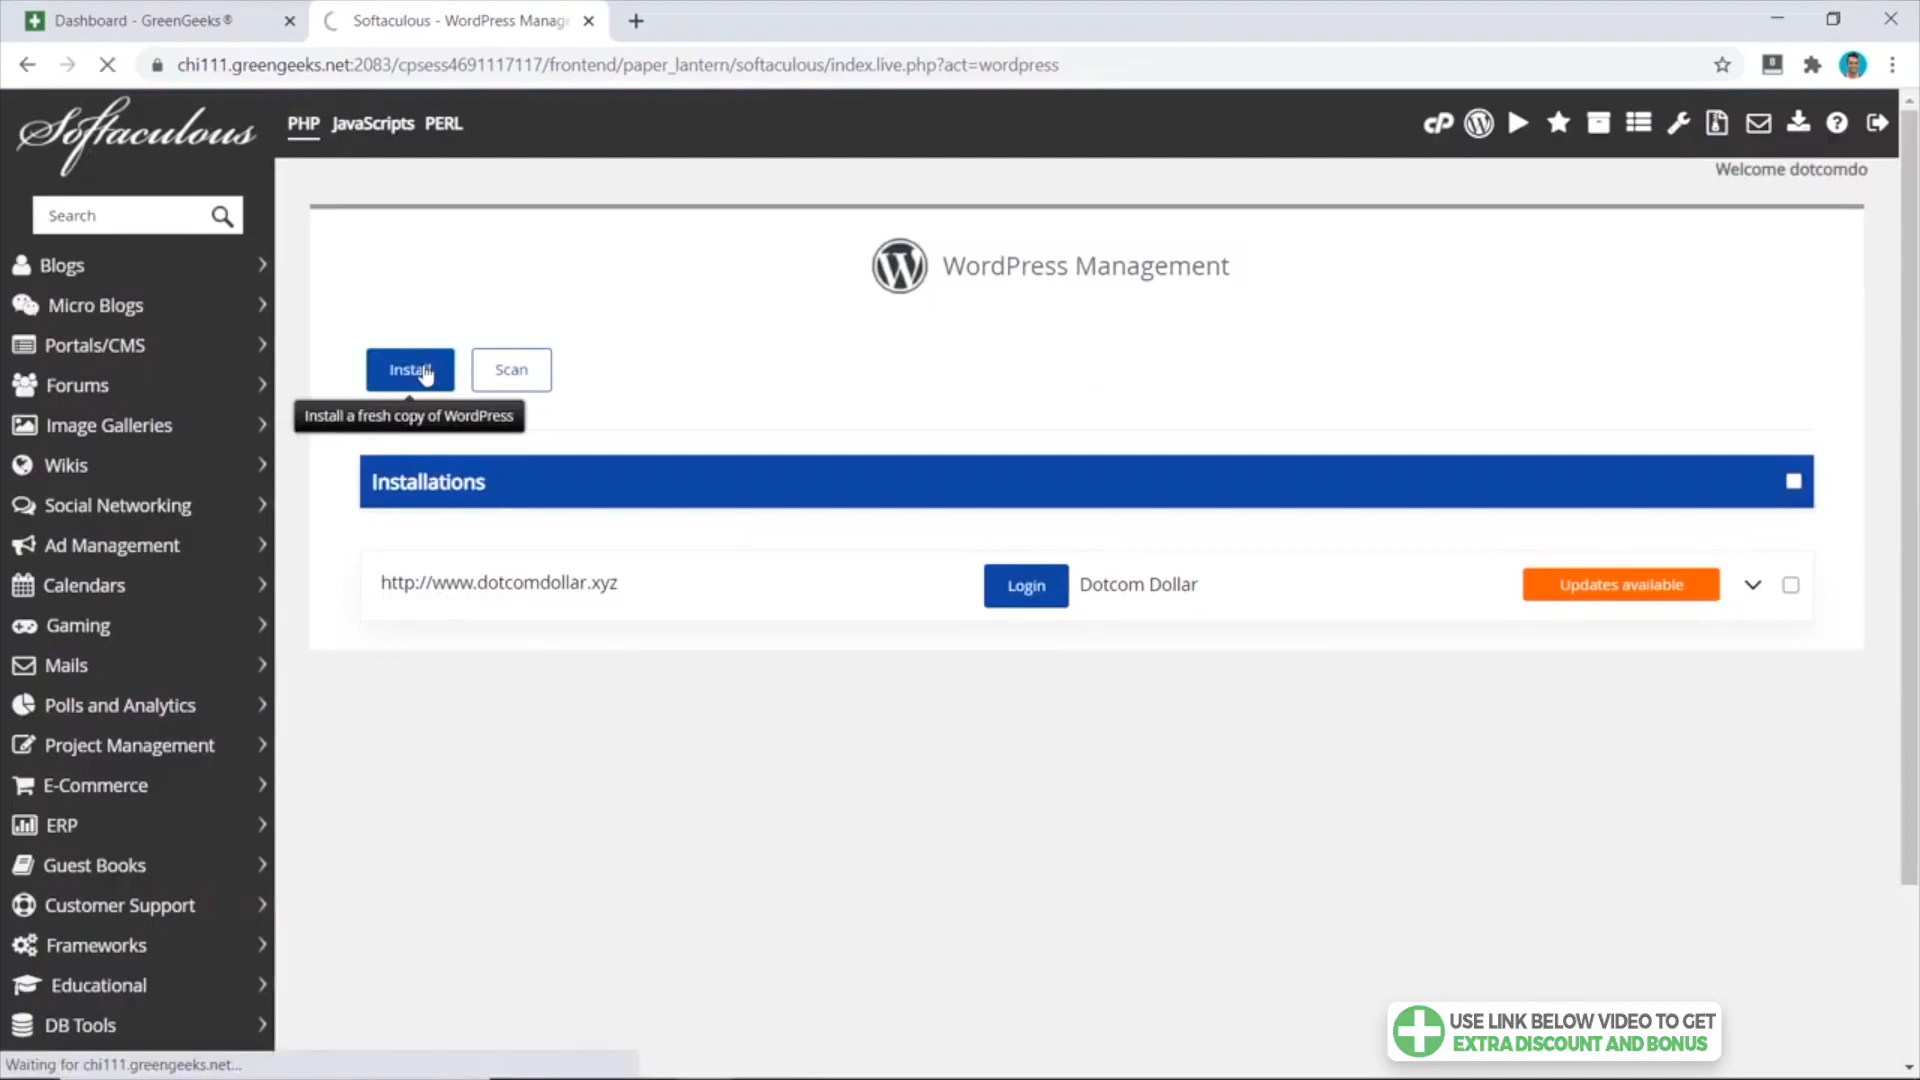 Dashboard - GreenGeeks®
Softaculous - WordPress Manag
chi111.greengeeks.net:2083/cpsess4691117117/frontend/paper_lantern/softaculous/index.live.php?act=wordpress
Softaculous
PHP JavaScripts PERL
cP
Welcome dotcomdo
Search
Blogs
Micro Blogs
Portals/CMS
Forums
Image Galleries
Wikis
Social Networking
Ad Management
Calendars
Gaming
Mails
Polls and Analytics
Project Management
E-Commerce
ERP
Guest Books
Customer Support
Frameworks
Educational
DB Tools
WordPress Management
Install Scan
Install a fresh copy of WordPress
Installations
http://www.dotcomdollar.xyz Login Dotcom Dollar Updates available
USE LINK BELOW VIDEO TO GET
EXTRA DISCOUNT AND BONUS
Waiting for chi111.greengeeks.net...